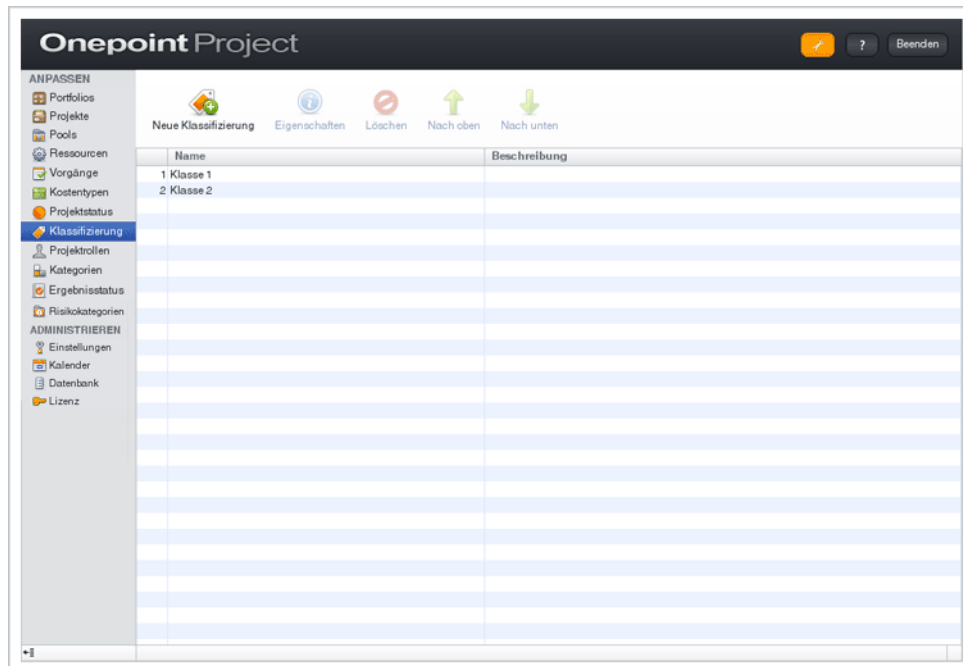 Onepoint Project
? Beenden
ANPASSEN
Portfolios
Projekte
Pools
Ressourcen
Vorgänge
Kostentypen
Projektstatus
Klassifizierung
Projektrollen
Kategorien
Ergebnisstatus
Risikokategorien
ADMINISTRIEREN
Einstellungen
Kalender
Datenbank
Lizenz
Neue Klassifizierung Eigenschaften Löschen Nach oben Nach unten
Name Beschreibung
1 Klasse 1
2 Klasse 2